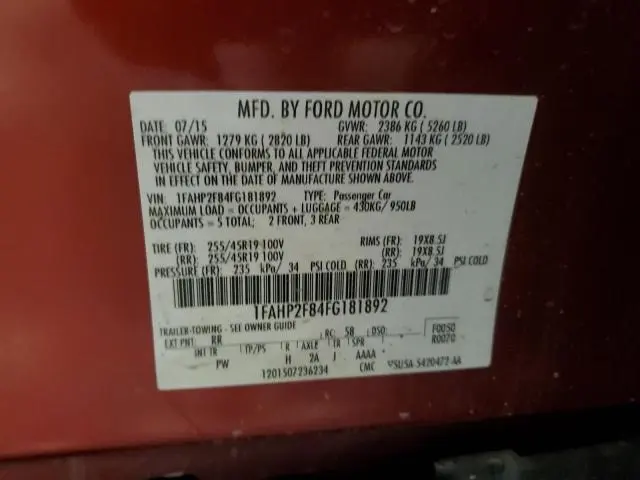 MFD. BY FORD MOTOR CO.
DATE: 07/15 GVWR: 2386 KG ( 5260 LB)
FRONT GAWR: 1279 KG ( 2820 LB) REAR GAWR: 1143 KG ( 2520 LB)
THIS VEHICLE CONFORMS TO ALL APPLICABLE FEDERAL MOTOR
VEHICLE SAFETY, BUMPER, AND THEFT PREVENTION STANDARDS
IN EFFECT ON THE DATE OF MANUFACTURE SHOWN ABOVE.
VIN: 1FAHP2F84FG181892 TYPE: Passenger Car
MAXIMUM LOAD = OCCUPANTS + LUGGAGE = 430KG/ 950LB
OCCUPANTS = 5 TOTAL; 2 FRONT, 3 REAR
TIRE (FR): 255/45R19 100V RIMS (FR): 19X8.5J
(RR): 255/45R19 100V (RR): 19X8.5J
PRESSURE (FR): 235 kPa/ 34 PSI COLD (RR): 235 kPa/ 34 PSI COLD
1FAHP2F84FG181892
TRAILER-TOWING - SEE OWNER GUIDE RC: 58 DSO: F0050
EXT PNT: RR R0070
INT TR TP/PS R AXLE TR SPR
PW H 2A J AAAA
1201507236234 CMC 5U5A-5420472-AA